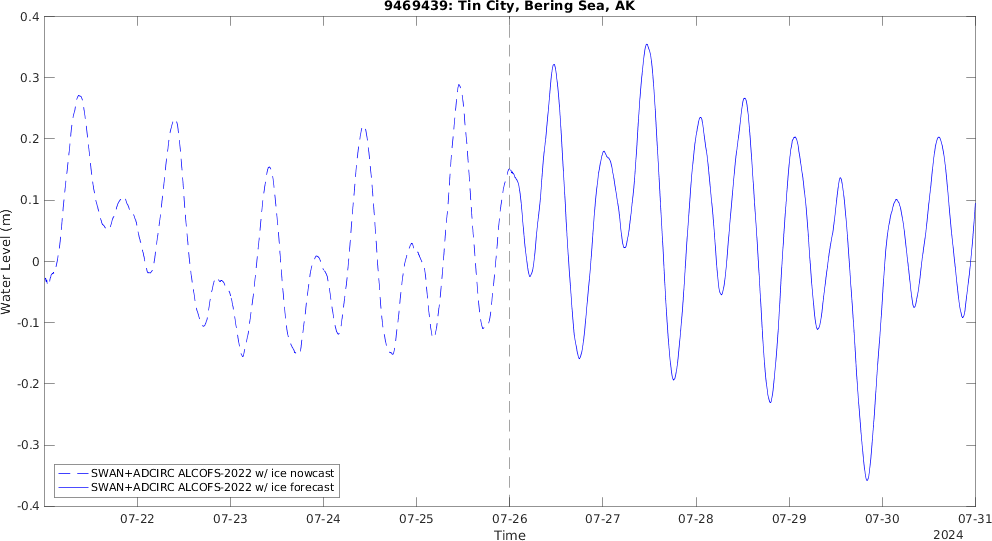 9469439: Tin City, Bering Sea, AK
Water Level (m)
0.4
0.3
0.2
0.1
0
-0.1
-0.2
-0.3
-0.4
SWAN+ADCIRC ALCOFS-2022 w/ ice nowcast
SWAN+ADCIRC ALCOFS-2022 w/ ice forecast
07-22 07-23 07-24 07-25 07-26 07-27 07-28 07-29 07-30 07-31
Time
2024